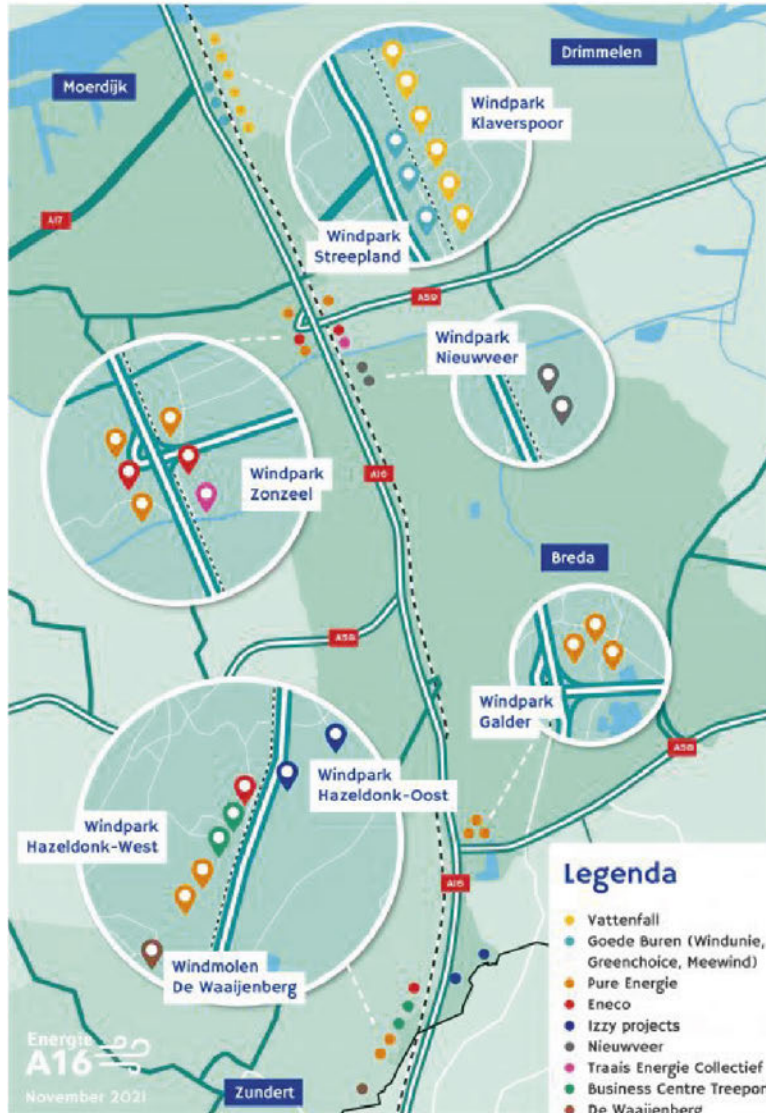 Drimmelen
Moerdijk
Windpark
Klaverspoor
A17
Windpark
Streepland
A59
Windpark
Nieuwveer
Windpark
Zonzeel
A16
Breda
A58
Windpark
Galder
A58
Windpark
Hazeldonk-Oost
Windpark
Hazeldonk-West
A16
Windmolen
De Waaijenberg
Legenda
Vattenfall
Goede Buren (Windunie,
Greenchoice, Meewind)
Pure Energie
Eneco
Izzy projects
Nieuwveer
Traais Energie Collectief
Business Centre Treepor
De Waaijenberg
Energie
A16
November 2021
Zundert